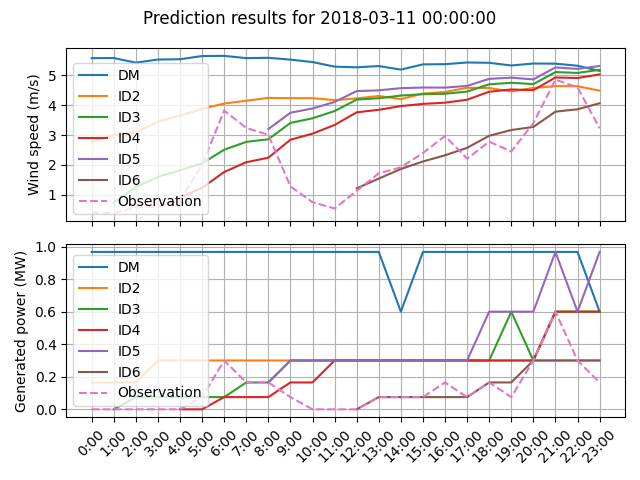 Prediction results for 2018-03-11 00:00:00
Wind speed (m/s)
5
4
3
2
1
DM
ID2
ID3
ID4
ID5
ID6
Observation
Generated power (MW)
1.0
0.8
0.6
0.4
0.2
0.0
DM
ID2
ID3
ID4
ID5
ID6
Observation
0:00 1:00 2:00 3:00 4:00 5:00 6:00 7:00 8:00 9:00 10:00 11:00 12:00 13:00 14:00 15:00 16:00 17:00 18:00 19:00 20:00 21:00 22:00 23:00